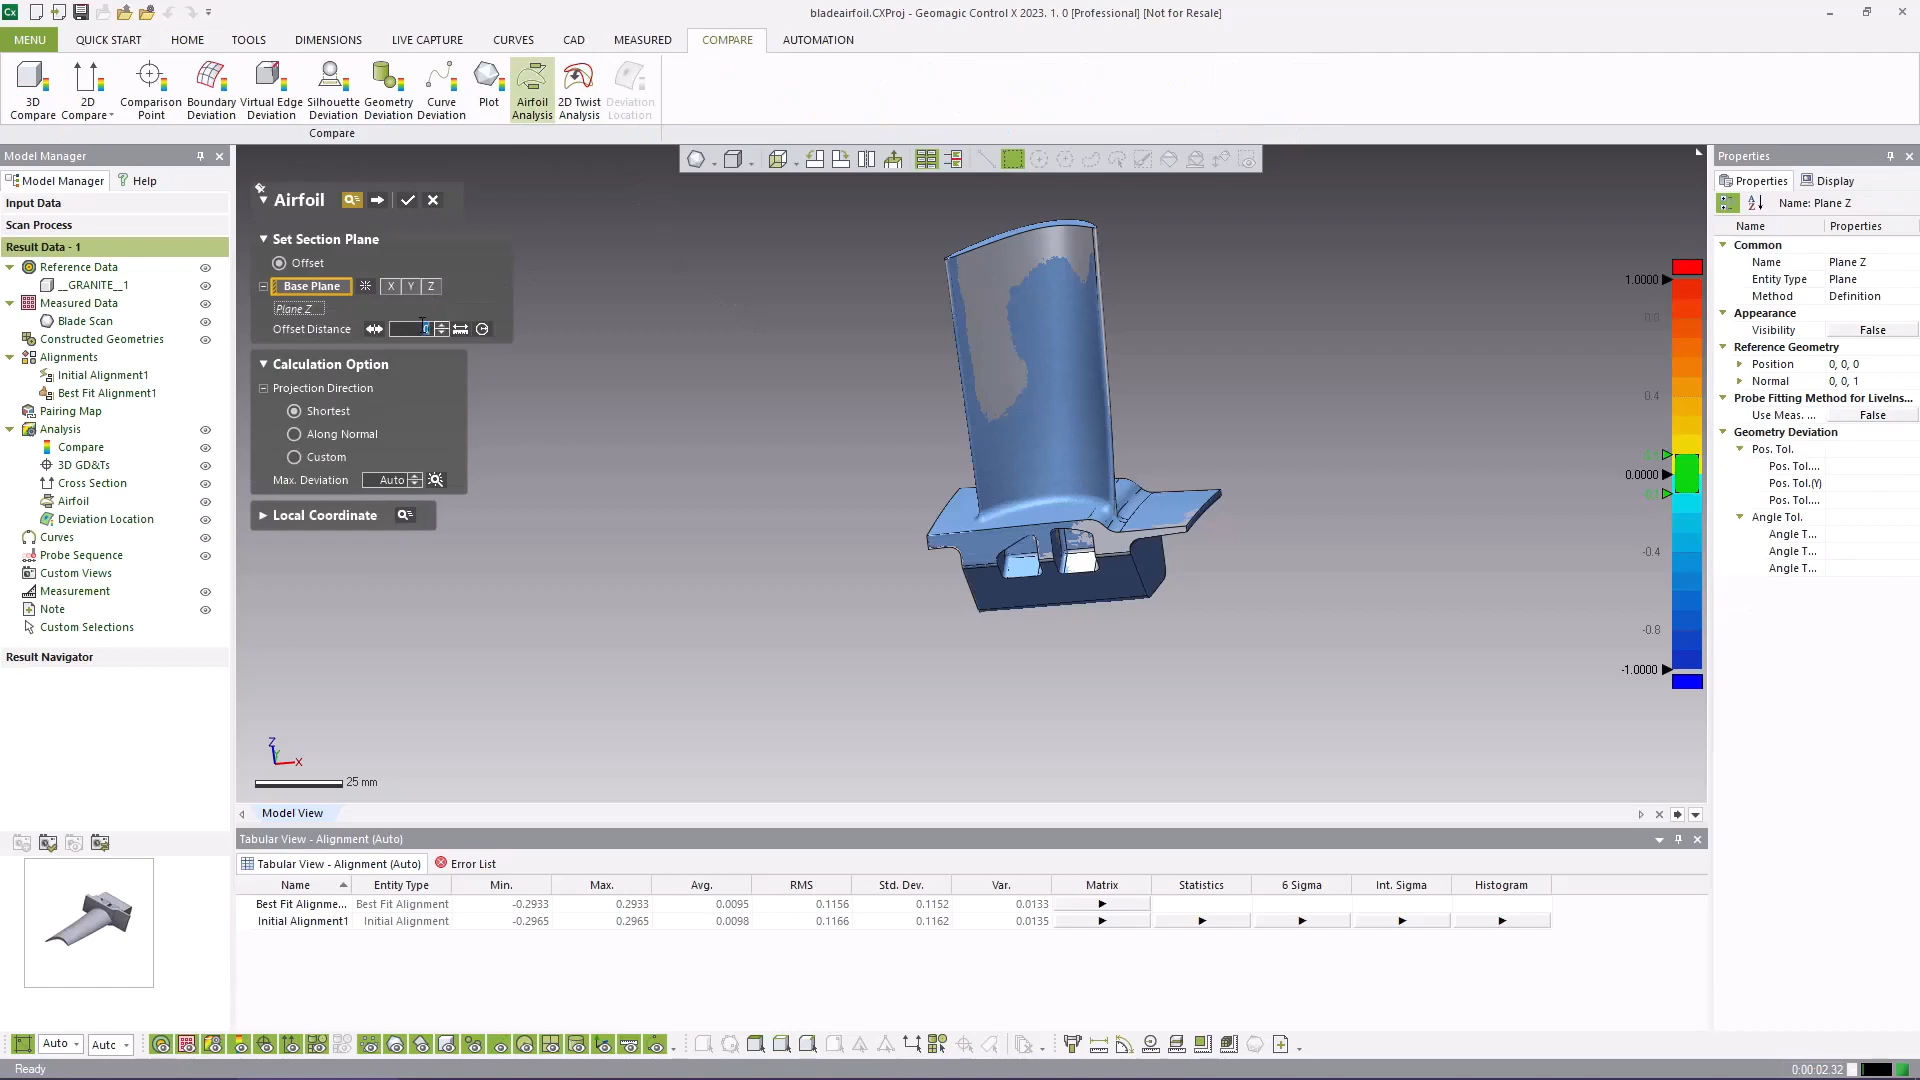 bladeairfoil.CXProj - Geomagic Control X 2023. 1. 0 [Professional] [Not for Resale]
MENU QUICK START HOME TOOLS DIMENSIONS LIVE CAPTURE CURVES CAD MEASURED COMPARE AUTOMATION
3D Compare
2D Compare
Comparison Point
Boundary Deviation
Virtual Edge Deviation
Silhouette Deviation
Geometry Deviation
Curve Deviation
Plot
Airfoil Analysis
2D Twist Analysis
Deviation Location
Compare
Model Manager
Model Manager Help
Input Data
Scan Process
Result Data - 1
Reference Data
__GRANITE__1
Measured Data
Blade Scan
Constructed Geometries
Alignments
Initial Alignment1
Best Fit Alignment1
Pairing Map
Analysis
Compare
3D GD&Ts
Cross Section
Airfoil
Deviation Location
Curves
Probe Sequence
Custom Views
Measurement
Note
Custom Selections
Result Navigator
Airfoil
Set Section Plane
Offset
Base Plane X Y Z
Plane Z
Offset Distance
Calculation Option
Projection Direction
Shortest
Along Normal
Custom
Max. Deviation Auto
Local Coordinate
Z
X
25 mm
1.0000
0.4
0.0000
-0.4
-0.8
-1.0000
Model View
Properties
Properties Display
Name: Plane Z
Name Properties
Common
Name Plane Z
Entity Type Plane
Method Definition
Appearance
Visibility False
Reference Geometry
Position 0, 0, 0
Normal 0, 0, 1
Probe Fitting Method for LiveIns...
Use Meas. ... False
Geometry Deviation
Pos. Tol.
Pos. Tol....
Pos. Tol.(Y)
Pos. Tol....
Angle Tol.
Angle T...
Angle T...
Angle T...
Tabular View - Alignment (Auto)
Tabular View - Alignment (Auto) Error List
Name Entity Type Min. Max. Avg. RMS Std. Dev. Var. Matrix Statistics 6 Sigma Int. Sigma Histogram
Best Fit Alignme... Best Fit Alignment -0.2933 0.2933 0.0095 0.1156 0.1152 0.0133
Initial Alignment1 Initial Alignment -0.2965 0.2965 0.0098 0.1166 0.1162 0.0135
Auto Autc
Ready 0:00:02.32